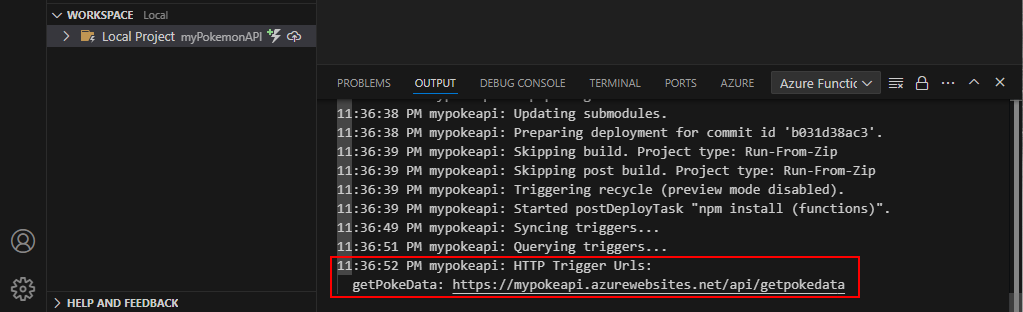 WORKSPACE Local
Local Project myPokemonAPI
HELP AND FEEDBACK
PROBLEMS OUTPUT DEBUG CONSOLE TERMINAL PORTS AZURE Azure Functic
11:36:38 PM mypokeapi: Updating submodules.
11:36:38 PM mypokeapi: Preparing deployment for commit id 'b031d38ac3'.
11:36:39 PM mypokeapi: Skipping build. Project type: Run-From-Zip
11:36:39 PM mypokeapi: Skipping post build. Project type: Run-From-Zip
11:36:39 PM mypokeapi: Triggering recycle (preview mode disabled).
11:36:39 PM mypokeapi: Started postDeployTask "npm install (functions)".
11:36:49 PM mypokeapi: Syncing triggers...
11:36:51 PM mypokeapi: Querying triggers...
11:36:52 PM mypokeapi: HTTP Trigger Urls:
getPokeData: https://mypokeapi.azurewebsites.net/api/getpokedata